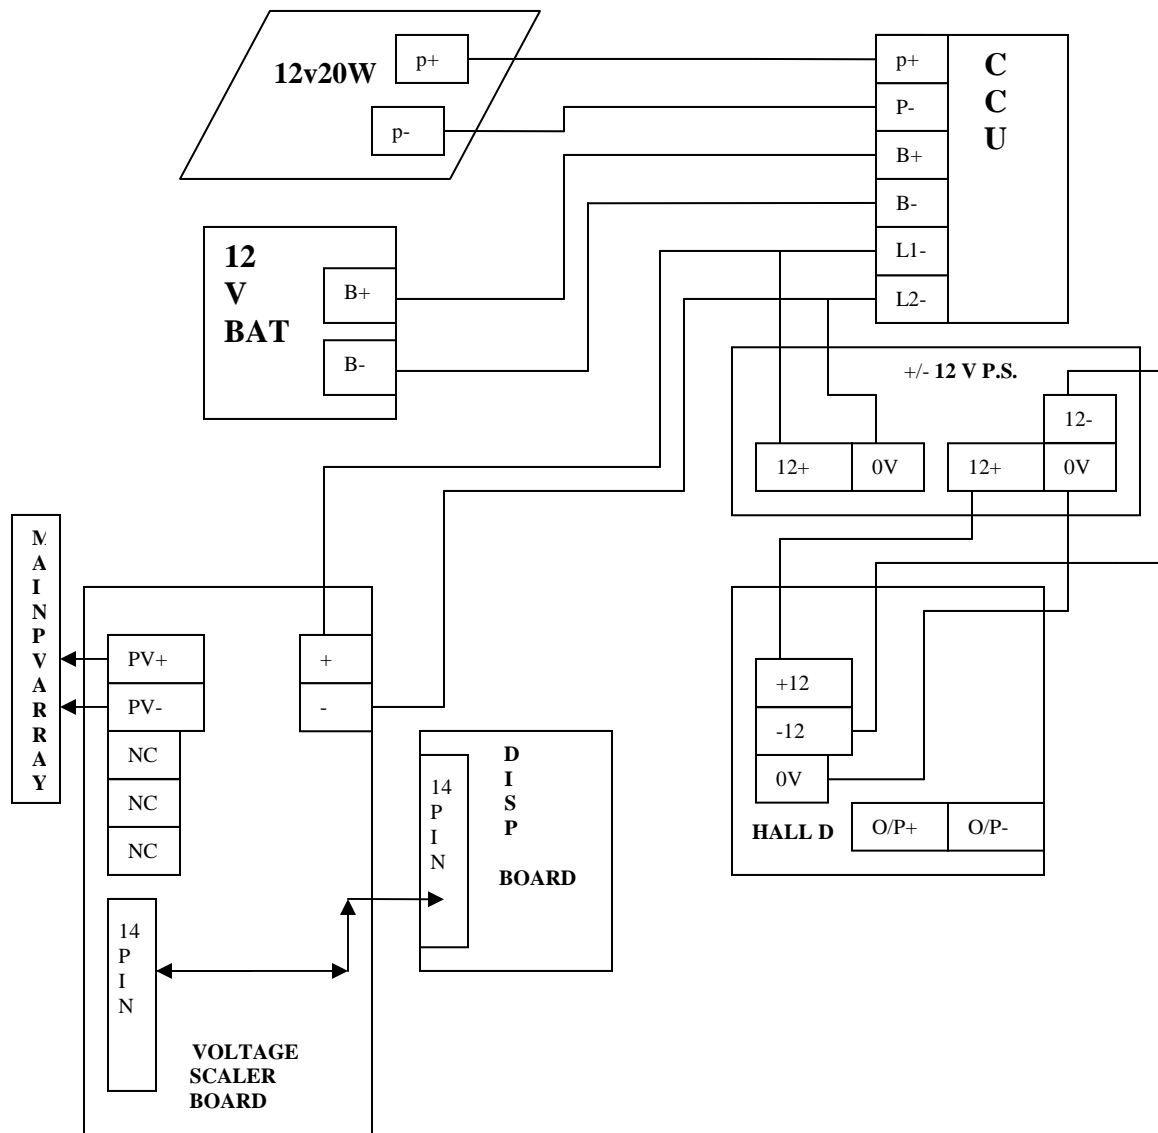 12v20W
p+
p-
p+
P-
B+
B-
L1-
L2-
C
C
U
12
V
BAT
B+
B-
+/- 12 V P.S.
12-
12+
0V
12+
0V
M
A
I
N
P
V
A
R
R
A
Y
PV+
PV-
NC
NC
NC
+
-
14
P
I
N
VOLTAGE
SCALER
BOARD
14
P
I
N
D
I
S
P
BOARD
+12
-12
0V
HALL D
O/P+
O/P-